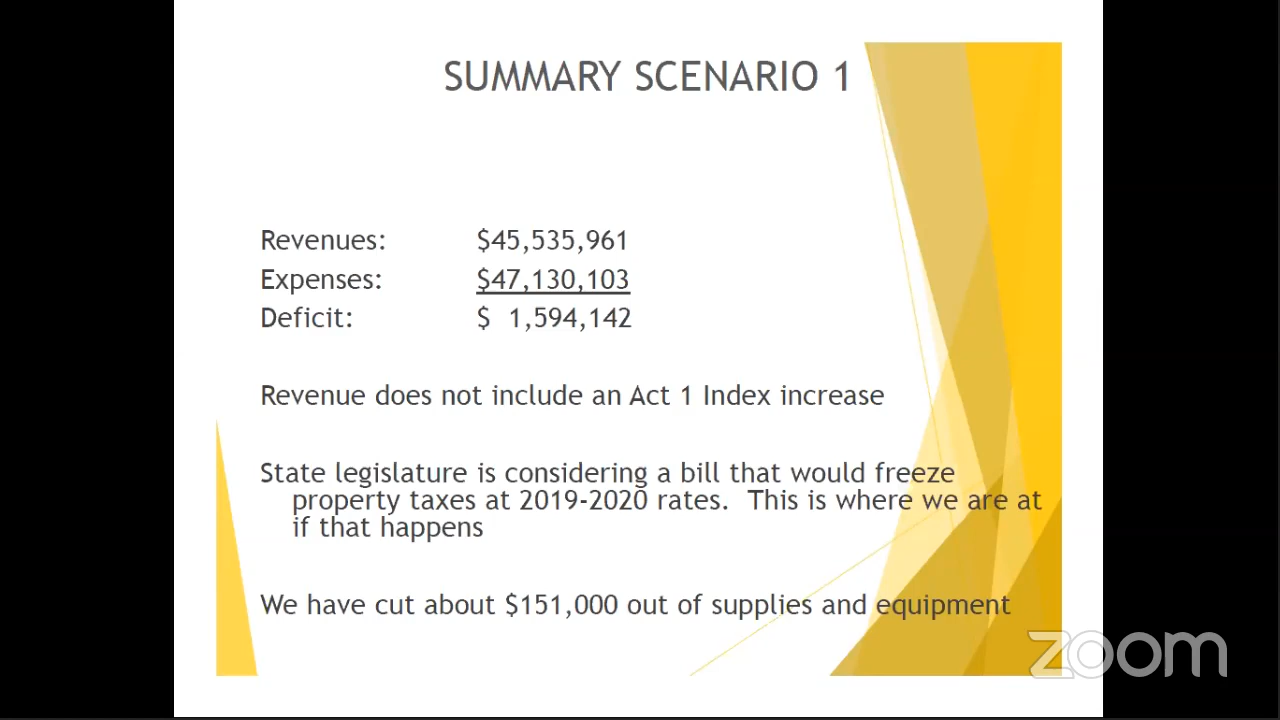 SUMMARY SCENARIO 1
Revenues: $45,535,961
Expenses: $47,130,103
Deficit: $ 1,594,142
Revenue does not include an Act 1 Index increase
State legislature is considering a bill that would freeze
property taxes at 2019-2020 rates. This is where we are at
if that happens
We have cut about $151,000 out of supplies and equipment
zoom